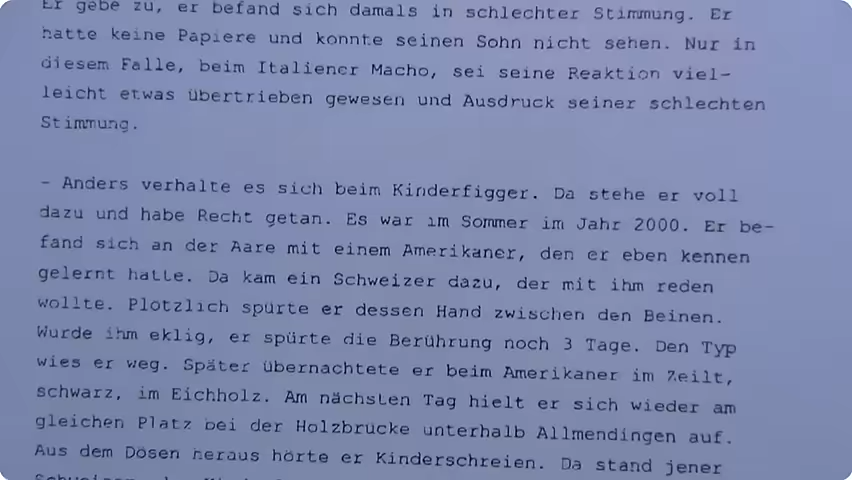 Er gebe zu, er befand sich damals in schlechter Stimmung. Er
hatte keine Papiere und konnte seinen Sohn nicht sehen. Nur in
diesem Falle, beim Italiener Macho, sei seine Reaktion viel-
leicht etwas übertrieben gewesen und Ausdruck seiner schlechten
Stimmung.
- Anders verhalte es sich beim Kinderfigger. Da stehe er voll
dazu und habe Recht getan. Es war im Sommer im Jahr 2000. Er be-
fand sich an der Aare mit einem Amerikaner, den er eben kennen
gelernt hatte. Da kam ein Schweizer dazu, der mit ihm reden
wollte. Plötzlich spürte er dessen Hand zwischen den Beinen.
Wurde ihm eklig, er spürte die Berührung noch 3 Tage. Den Typ
wies er weg. Später übernachtete er beim Amerikaner im Zeilt,
schwarz, im Eichholz. Am nächsten Tag hielt er sich wieder am
gleichen Platz bei der Holzbrücke unterhalb Allmendingen auf.
Aus dem Dösen heraus hörte er Kinderschreien. Da stand jener